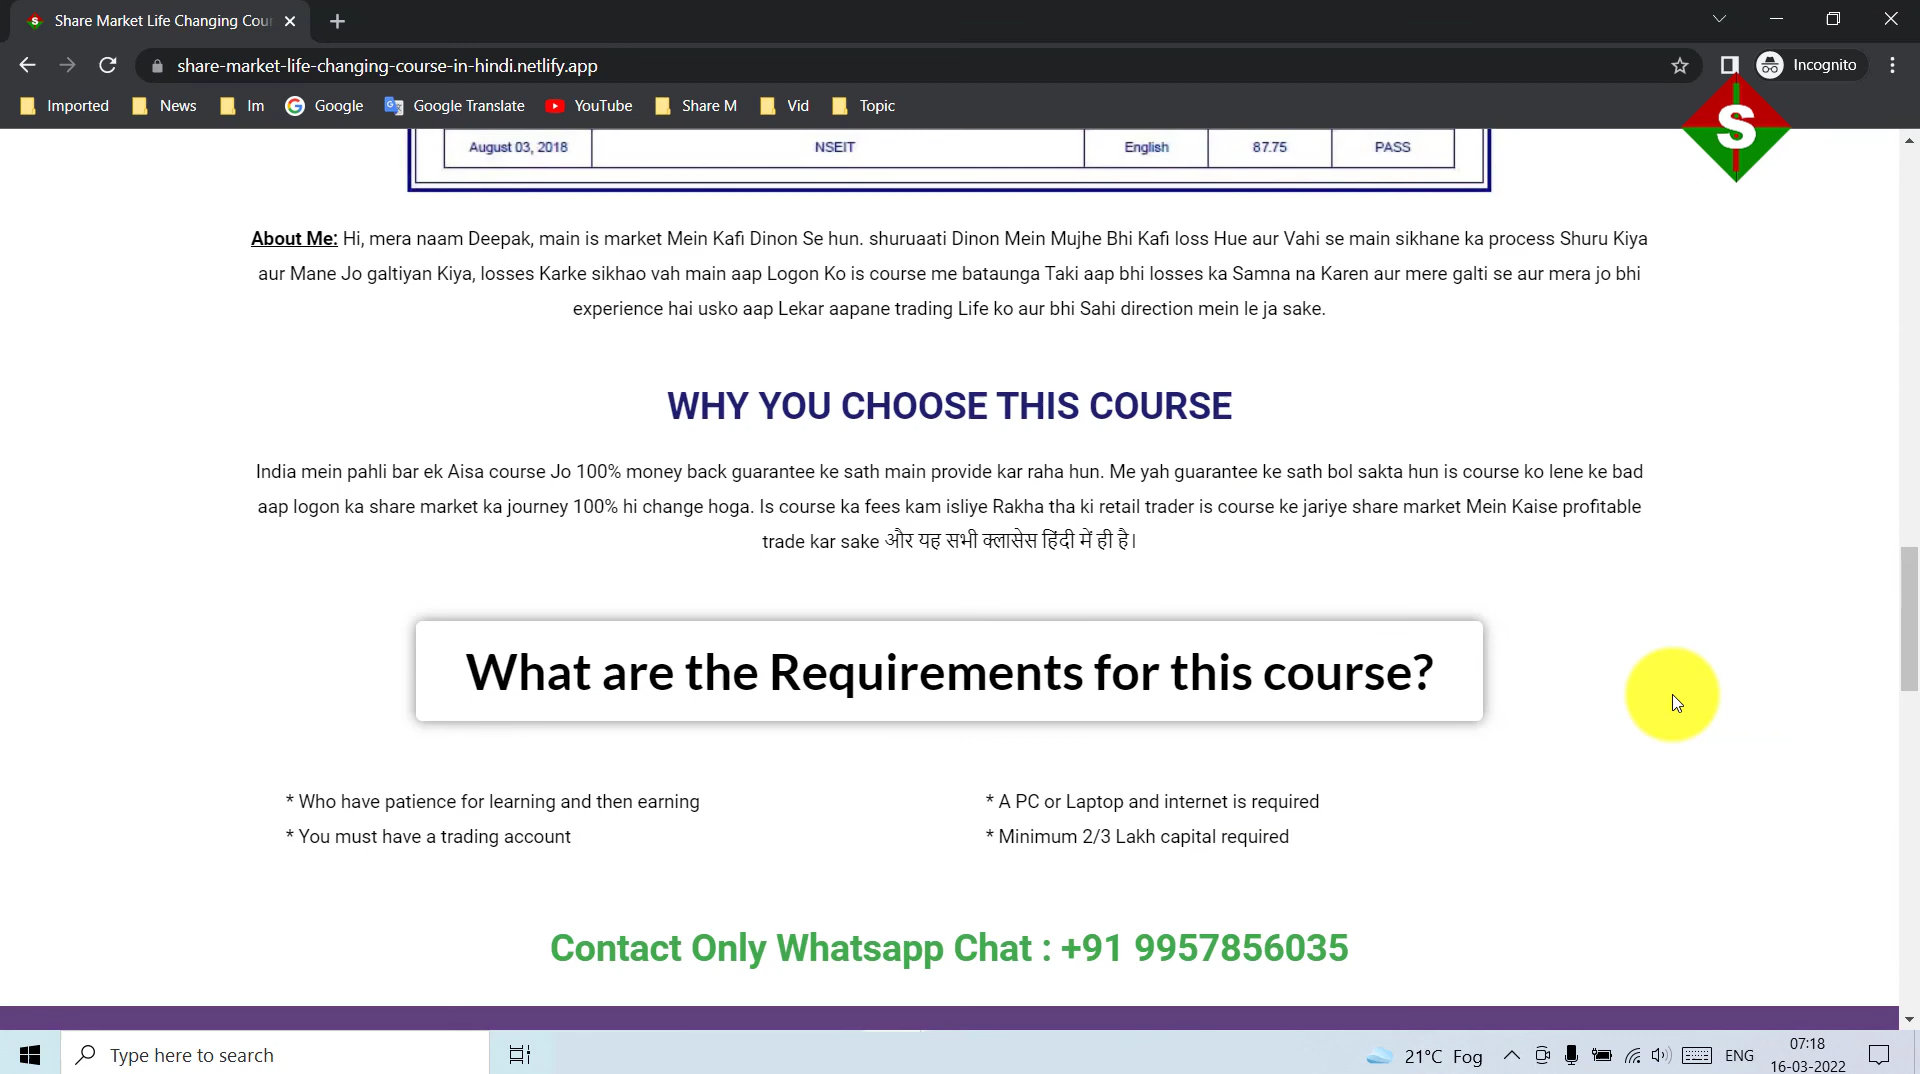 Share Market Life Changing Cour
share-market-life-changing-course-in-hindi.netlify.app
Incognito
Imported News Im Google Google Translate YouTube Share M Vid Topic
S
August 03, 2018 NSEIT English 87.75 PASS
About Me: Hi, mera naam Deepak, main is market Mein Kafi Dinon Se hun. shuruaati Dinon Mein Mujhe Bhi Kafi loss Hue aur Vahi se main sikhane ka process Shuru Kiya
aur Mane Jo galtiyan Kiya, losses Karke sikhao vah main aap Logon Ko is course me bataunga Taki aap bhi losses ka Samna na Karen aur mere galti se aur mera jo bhi
experience hai usko aap Lekar aapane trading Life ko aur bhi Sahi direction mein le ja sake.
WHY YOU CHOOSE THIS COURSE
India mein pahli bar ek Aisa course Jo 100% money back guarantee ke sath main provide kar raha hun. Me yah guarantee ke sath bol sakta hun is course ko lene ke bad
aap logon ka share market ka journey 100% hi change hoga. Is course ka fees kam isliye Rakha tha ki retail trader is course ke jariye share market Mein Kaise profitable
trade kar sake और यह सभी क्लासेस हिंदी में ही है।
What are the Requirements for this course?
* Who have patience for learning and then earning
* You must have a trading account
* A PC or Laptop and internet is required
* Minimum 2/3 Lakh capital required
Contact Only Whatsapp Chat : +91 9957856035
Type here to search
21°C Fog
ENG
07:18
16-03-2022